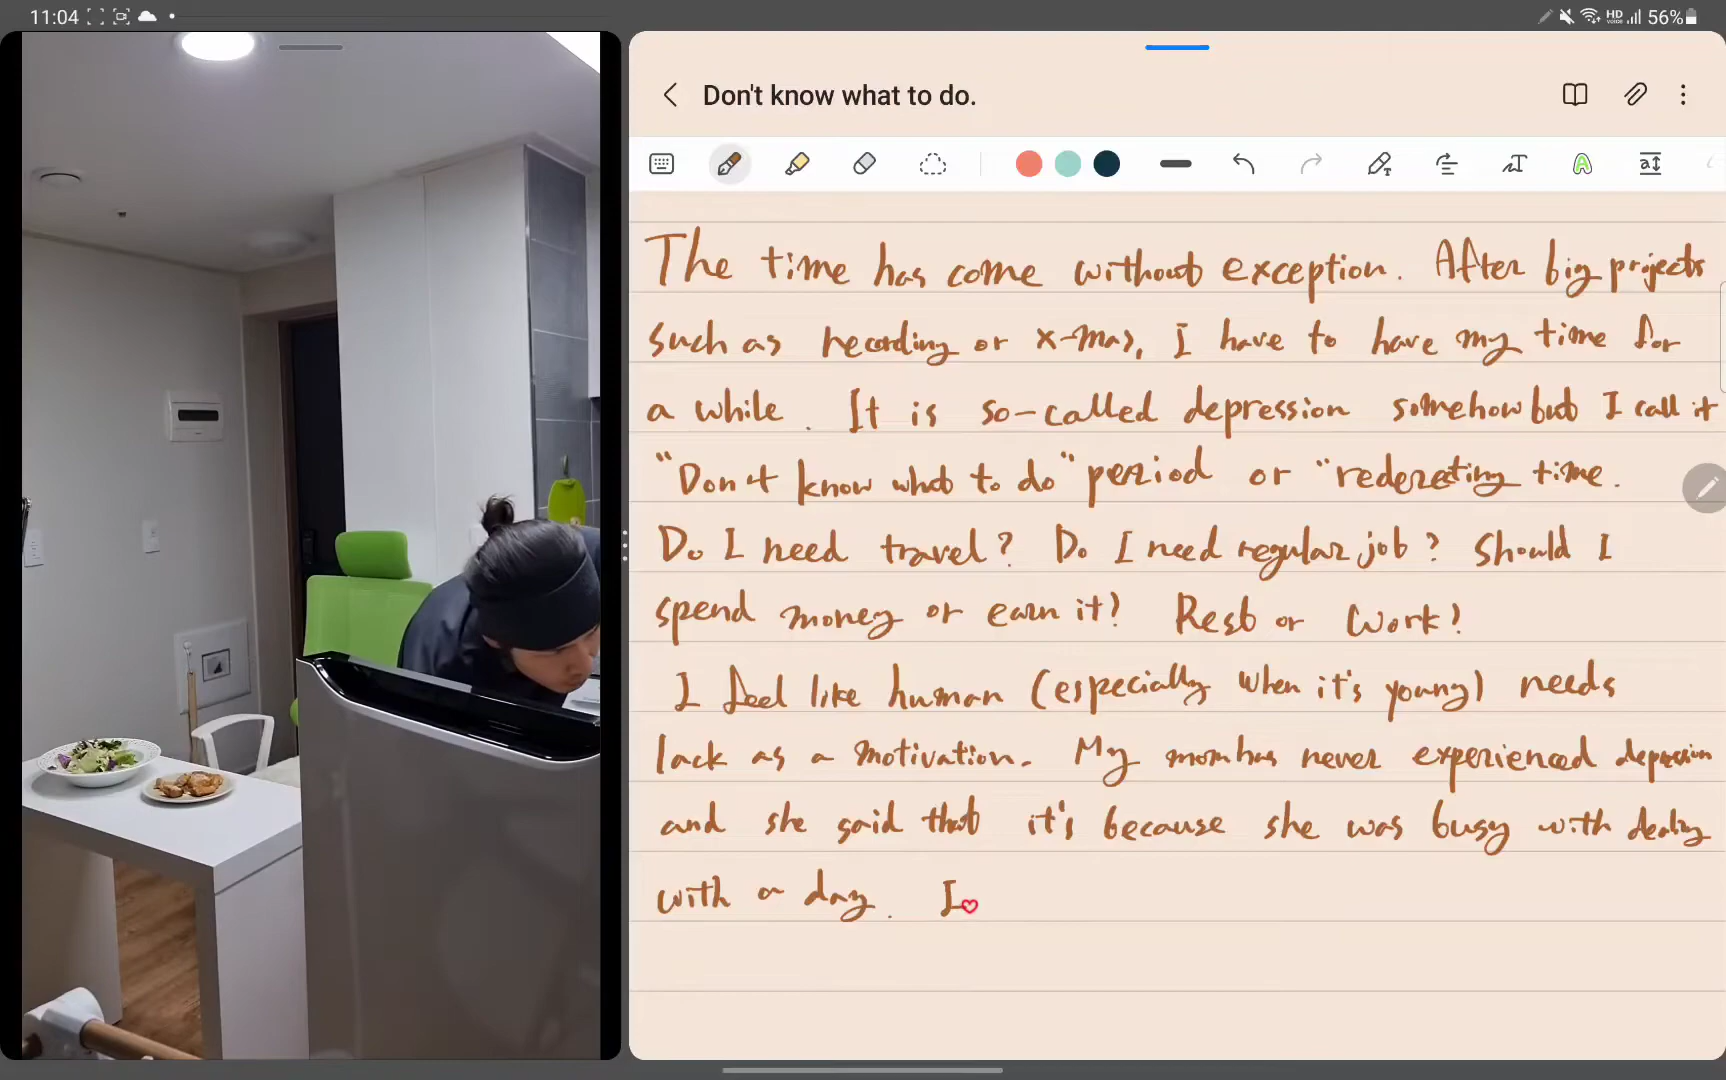 11:04
HD voice 56%
Don't know what to do.
The time has come without exception. After big projects
such as recording or x-mas, I have to have my time for
a while. It is so-called depression somehow but I call it
"Don't know what to do" period or "rederating time.
Do I need travel? Do I need regular job? Should I
spend money or earn it? Rest or Work?
I feel like human (especially when it's young) needs
lack as a motivation. My mom has never experienced depression
and she said that it's because she was busy with dealing
with a day. I